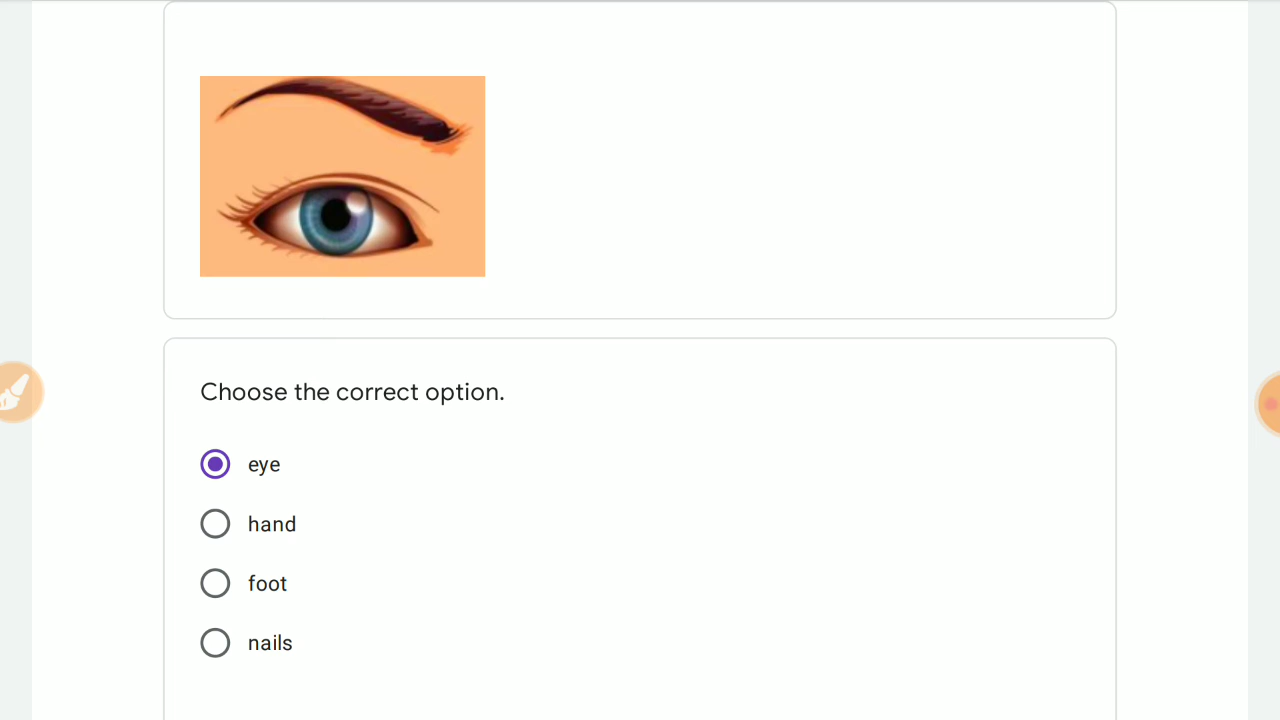 Choose the correct option.
eye
hand
foot
nails